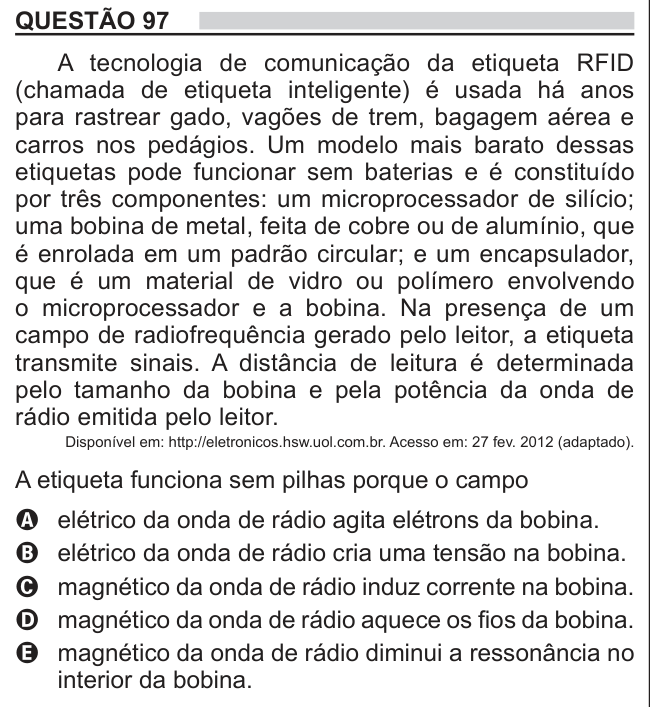 QUESTÃO 97
A tecnologia de comunicação da etiqueta RFID
(chamada de etiqueta inteligente) é usada há anos
para rastrear gado, vagões de trem, bagagem aérea e
carros nos pedágios. Um modelo mais barato dessas
etiquetas pode funcionar sem baterias e é constituído
por três componentes: um microprocessador de silício;
uma bobina de metal, feita de cobre ou de alumínio, que
é enrolada em um padrão circular; e um encapsulador,
que é um material de vidro ou polímero envolvendo
o microprocessador e a bobina. Na presença de um
campo de radiofrequência gerado pelo leitor, a etiqueta
transmite sinais. A distância de leitura é determinada
pelo tamanho da bobina e pela potência da onda de
rádio emitida pelo leitor.
Disponível em: http://eletronicos.hsw.uol.com.br. Acesso em: 27 fev. 2012 (adaptado).
A etiqueta funciona sem pilhas porque o campo
A elétrico da onda de rádio agita elétrons da bobina.
B elétrico da onda de rádio cria uma tensão na bobina.
C magnético da onda de rádio induz corrente na bobina.
D magnético da onda de rádio aquece os fios da bobina.
E magnético da onda de rádio diminui a ressonância no
interior da bobina.